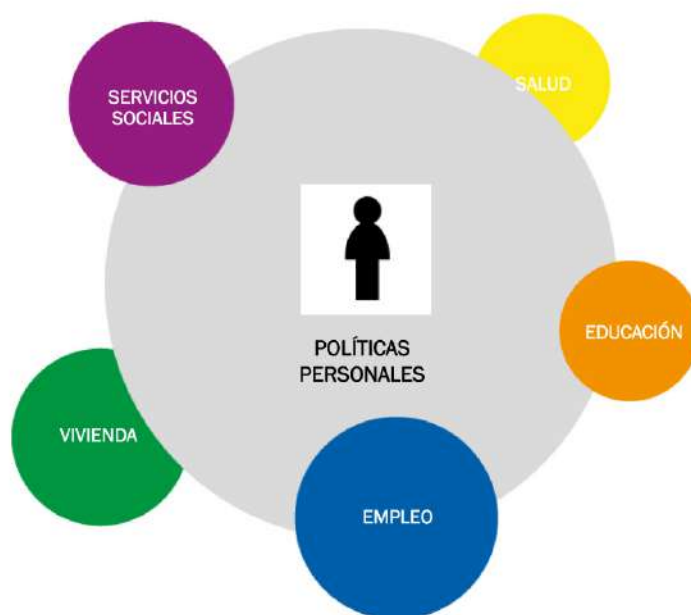 SERVICIOS
SOCIALES
SALUD
EDUCACIÓN
POLÍTICAS
PERSONALES
VIVIENDA
EMPLEO